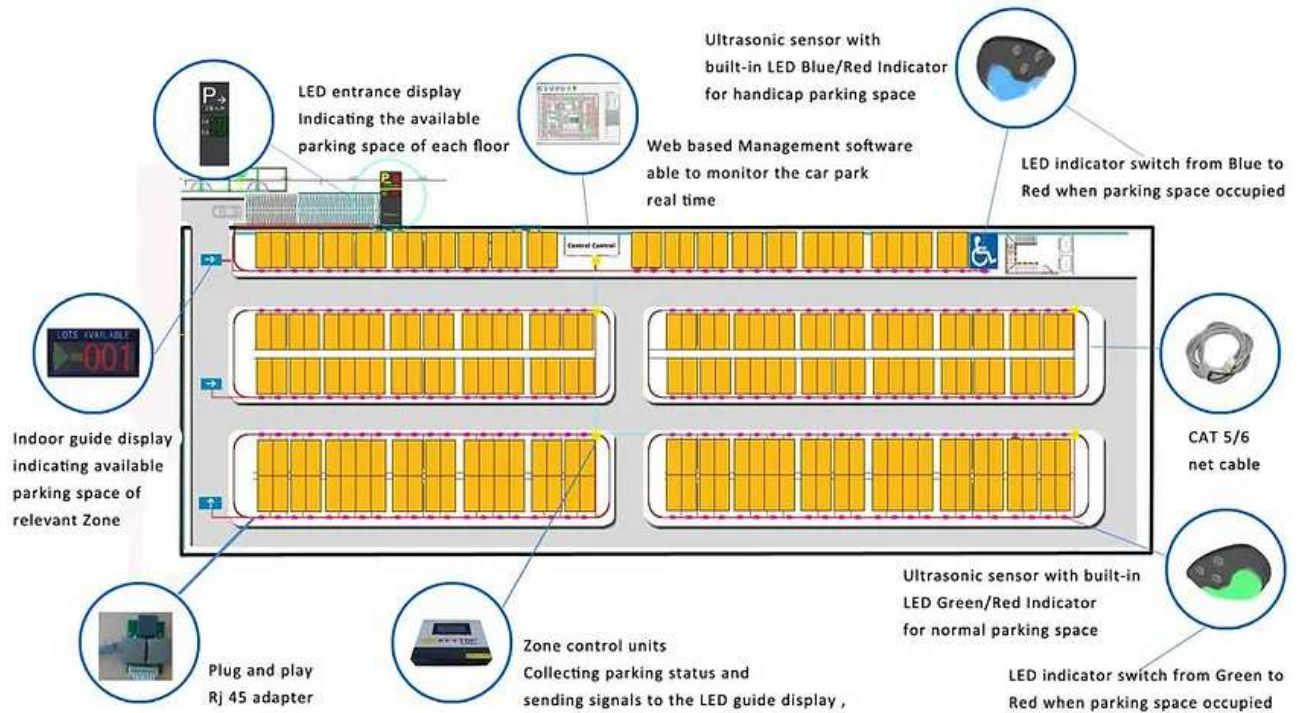 Ultrasonic sensor with
built-in LED Blue/Red Indicator
for handicap parking space
LED entrance display
Indicating the available
parking space of each floor
P
Web based Management software
able to monitor the car park
real time
LED indicator switch from Blue to
Red when parking space occupied
P
Central Control
LOTS AVAILABLE
001
Indoor guide display
indicating available
parking space of
relevant Zone
CAT 5/6
net cable
Ultrasonic sensor with built-in
LED Green/Red Indicator
for normal parking space
Plug and play
Rj 45 adapter
Zone control units
Collecting parking status and
sending signals to the LED guide display ,
LED indicator switch from Green to
Red when parking space occupied